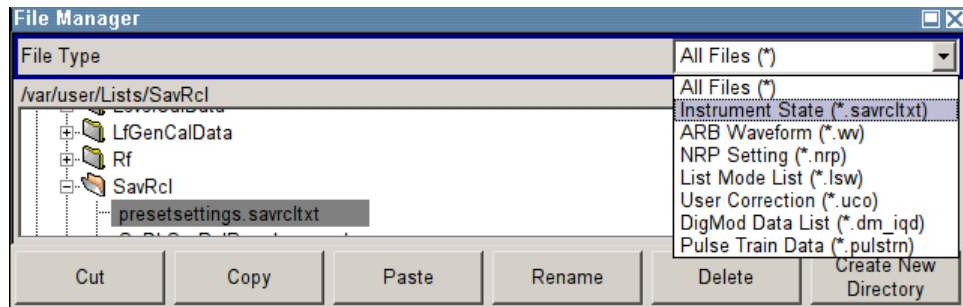 File Manager
File Type
All Files (*)
/var/user/Lists/SavRcl
All Files (*)
Instrument State (*.savrcltxt)
ARB Waveform (*.wv)
NRP Setting (*.nrp)
List Mode List (*.lsw)
User Correction (*.uco)
DigMod Data List (*.dm_iqd)
Pulse Train Data (*.pulstrn)
LfGenCalData
Rf
SavRcl
presetsettings.savrcltxt
Cut
Copy
Paste
Rename
Delete
Create New
Directory